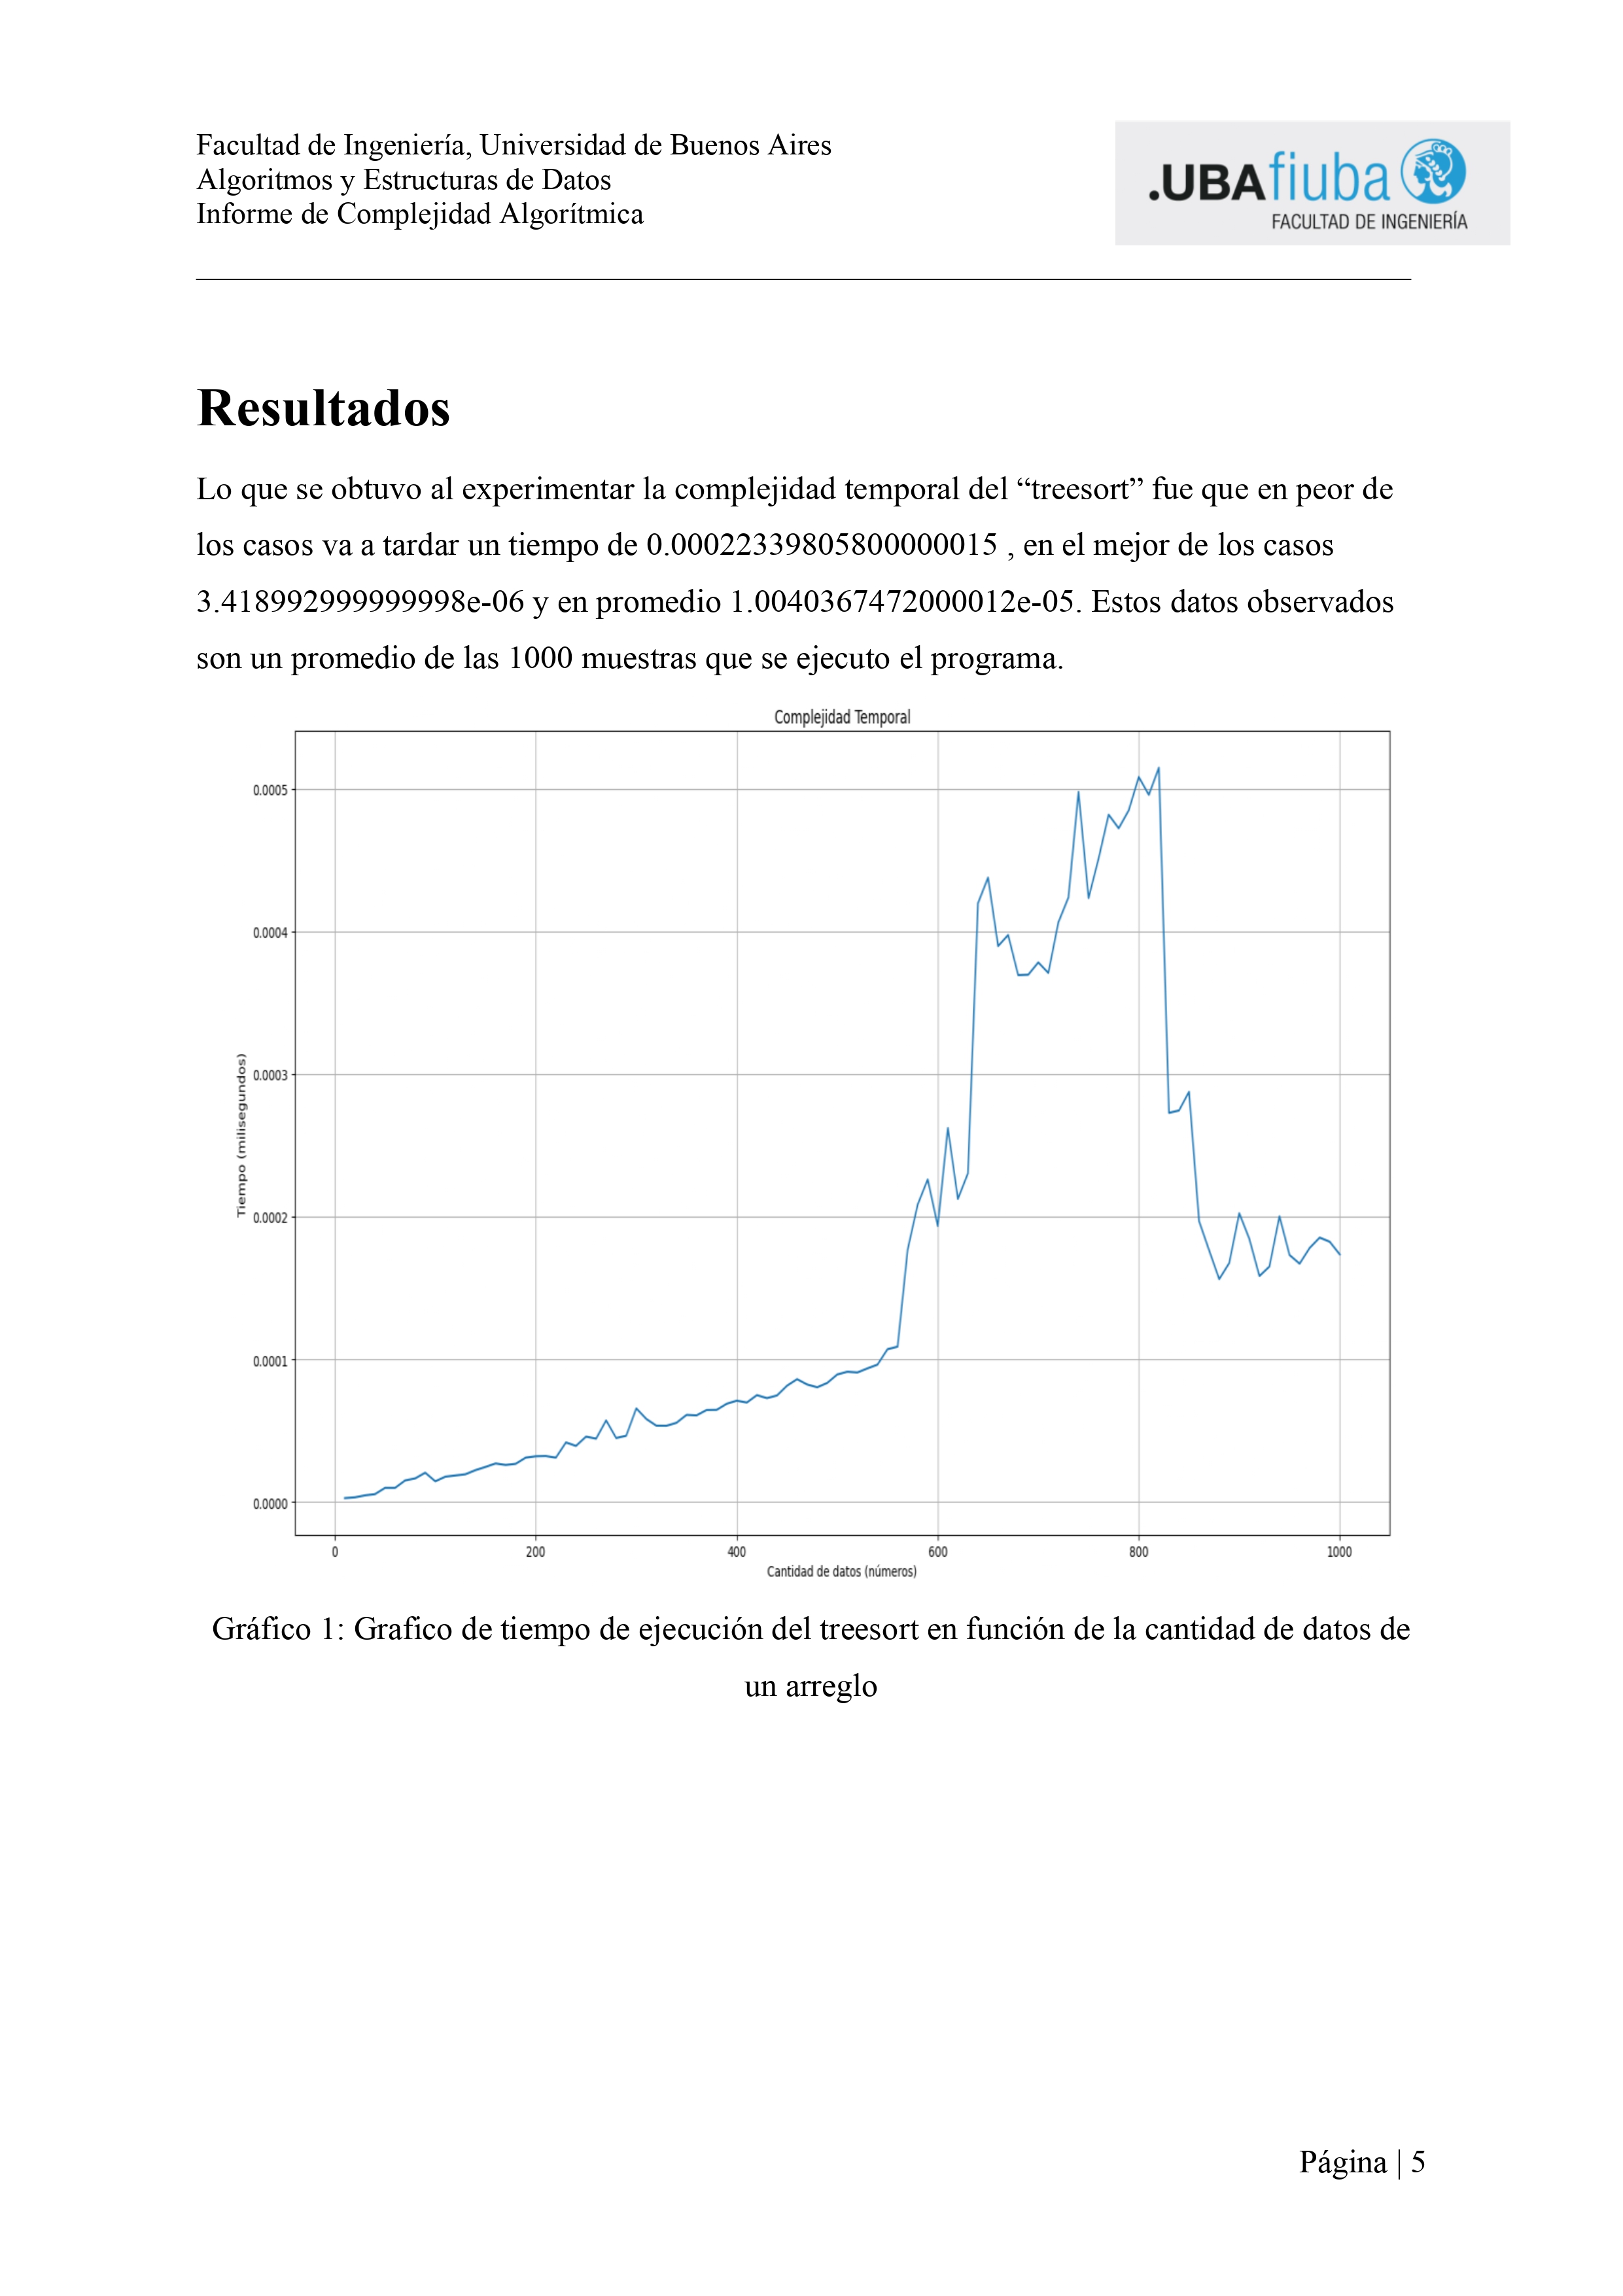 Facultad de Ingeniería, Universidad de Buenos Aires
Algoritmos y Estructuras de Datos
Informe de Complejidad Algorítmica
.UBAfiuba
FACULTAD DE INGENIERÍA
Resultados
Lo que se obtuvo al experimentar la complejidad temporal del “treesort” fue que en peor de
los casos va a tardar un tiempo de 0.00022339805800000015 , en el mejor de los casos
3.418992999999998e-06 y en promedio 1.0040367472000012e-05. Estos datos observados
son un promedio de las 1000 muestras que se ejecuto el programa.
Complejidad Temporal
Tiempo (milisegundos)
0.0005
0.0004
0.0003
0.0002
0.0001
0.0000
0 200 400 600 800 1000
Cantidad de datos (números)
Gráfico 1: Grafico de tiempo de ejecución del treesort en función de la cantidad de datos de
un arreglo
Página | 5